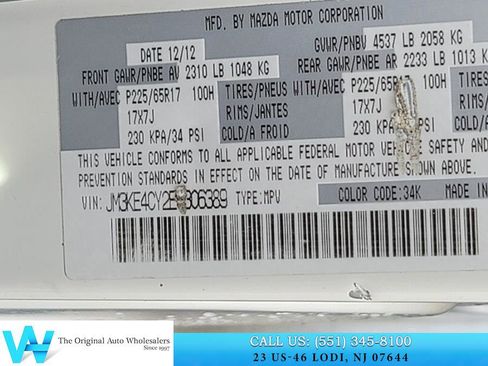 MFD. BY MAZDA MOTOR CORPORATION
DATE 12/12
GVWR/PNBV 4537 LB 2058 KG
FRONT GAWR/PNBE AV 2310 LB 1048 KG
REAR GAWR/PNBE AR 2233 LB 1013 KG
WITH/AVEC P225/65R17 100H TIRES/PNEUS WITH/AVEC P225/65R17 100H
17X7J RIMS/JANTES 17X7J
230 KPA/34 PSI COLD/A FROID 230 KPA/ PSI
TIRES/PN
RIMS/JAN
COLD/A F
THIS VEHICLE CONFORMS TO ALL APPLICABLE FEDERAL MOTOR VEHICLE SAFETY AND
PREVENTION STANDARDS IN EFFECT ON THE DATE OF MANUFACTURE SHOWN ABOVE.
VIN: TYPE:MPV COLOR CODE:34K MADE IN
W
The Original Auto Wholesalers
Since 1997
CALL US: (551) 345-8100
23 US-46 LODI, NJ 07644